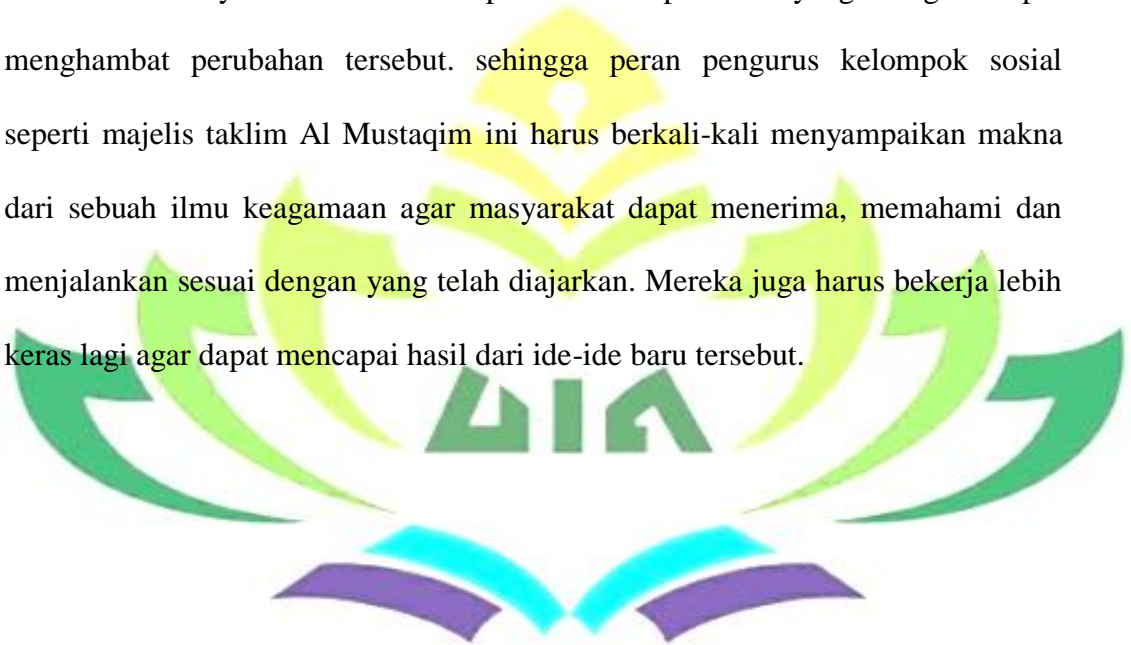 menghambat perubahan tersebut. sehingga peran pengurus kelompok sosial
seperti majelis taklim Al Mustaqim ini harus berkali-kali menyampaikan makna
dari sebuah ilmu keagamaan agar masyarakat dapat menerima, memahami dan
menjalankan sesuai dengan yang telah diajarkan. Mereka juga harus bekerja lebih
keras lagi agar dapat mencapai hasil dari ide-ide baru tersebut.